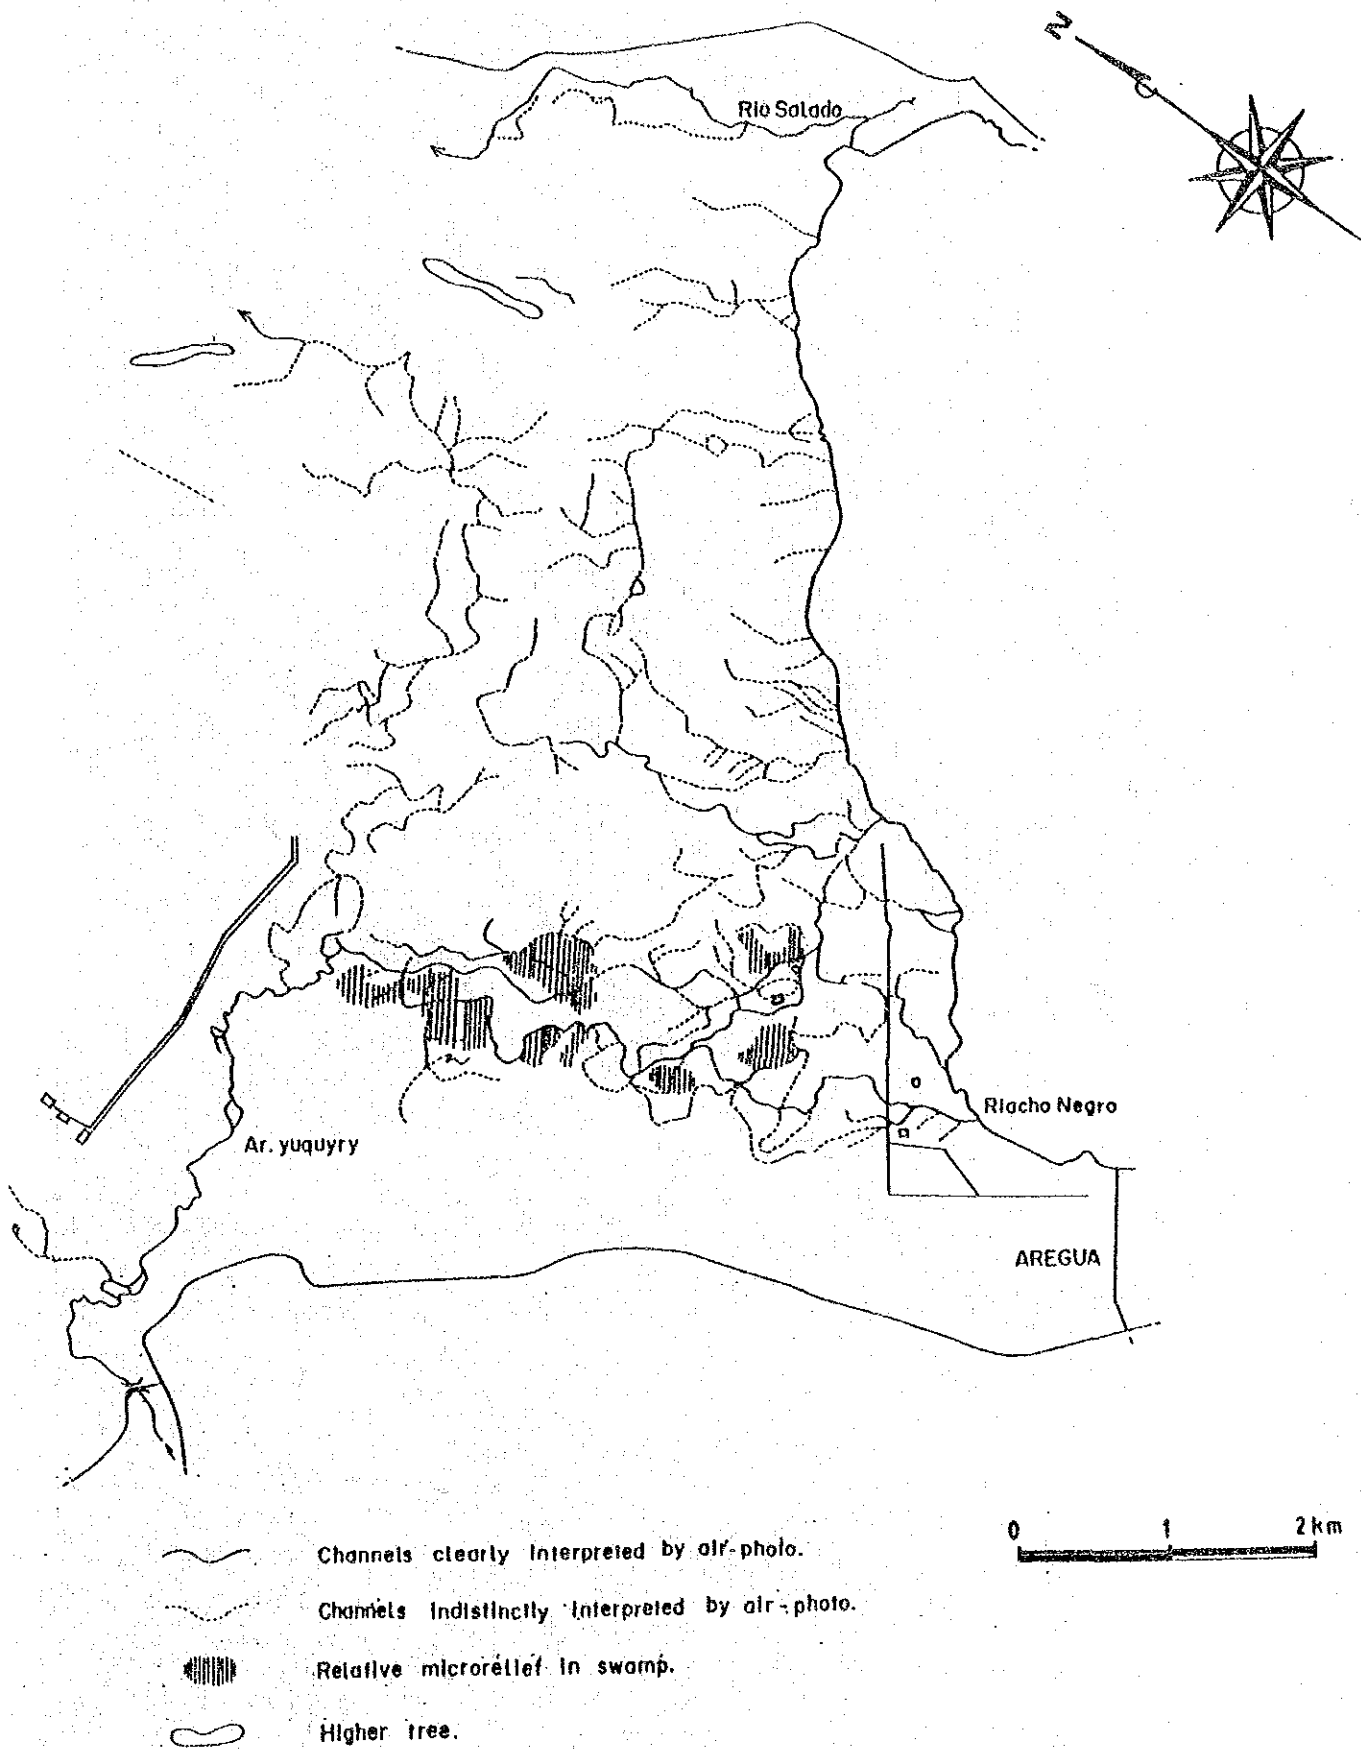 N
Rio Salado
Riacho Negro
Ar. yuquyry
AREGUA
0 1 2 km
Channels clearly interpreted by air-photo.
Channels indistinctly interpreted by air-photo.
Relative microrelief in swamp.
Higher tree.